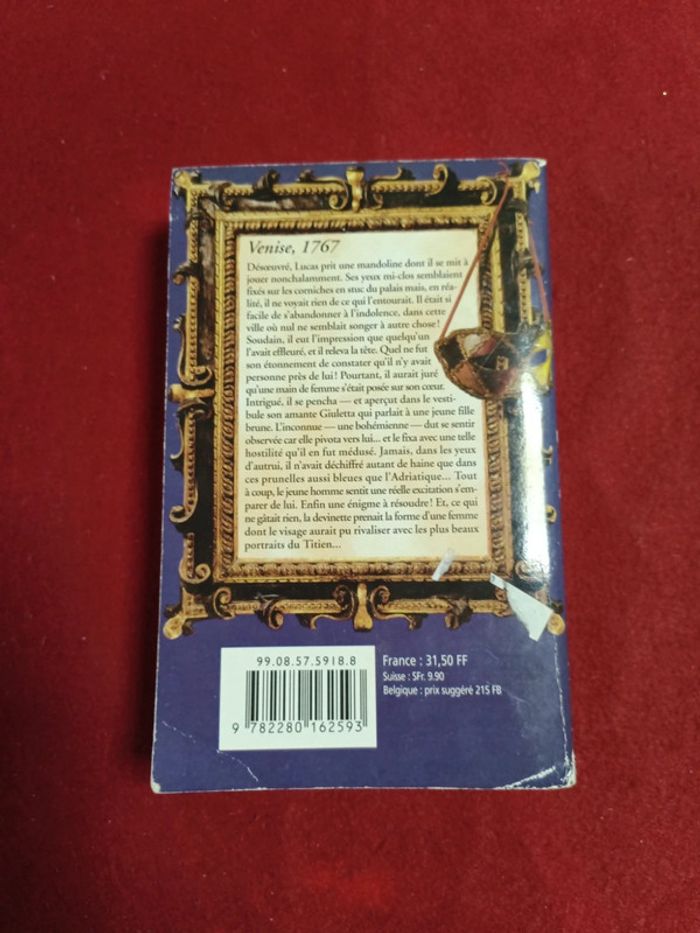 Venise, 1767
Désœuvré, Lucas prit une mandoline dont il se mit à
jouer nonchalamment. Ses yeux mi-clos semblaient
fixés sur les corniches en stuc du palais mais, en réa-
lité, il ne voyait rien de ce qui l'entourait. Il était si
facile de s'abandonner à l'indolence, dans cette
ville où nul ne semblait songer à autre chose!
Soudain, il eut l'impression que quelqu'un
l'avait effleuré, et il releva la tête. Quel ne fut
son étonnement de constater qu'il n'y avait
personne près de lui! Pourtant, il aurait juré
qu'une main de femme s'était posée sur son cœur.
Intrigué, il se pencha — et aperçut dans le vesti-
bule son amante Giuletta qui parlait à une jeune fille
brune. L'inconnue — une bohémienne — dut se sentir
observée car elle pivota vers lui... et le fixa avec une telle
hostilité qu'il en fut médusé. Jamais, dans les yeux
d'autrui, il n'avait déchiffré autant de haine que dans
ces prunelles aussi bleues que l'Adriatique... Tout
à coup, le jeune homme sentit une réelle excitation s'em-
parer de lui. Enfin une énigme à résoudre! Et, ce qui
ne gâtait rien, la devinette prenait la forme d'une femme
dont le visage aurait pu rivaliser avec les plus beaux
portraits du Titien...
99.08.57.5918.8
France : 31,50 FF
Suisse : SFr. 9.90
Belgique : prix suggéré 215 FB
9 782280 162593